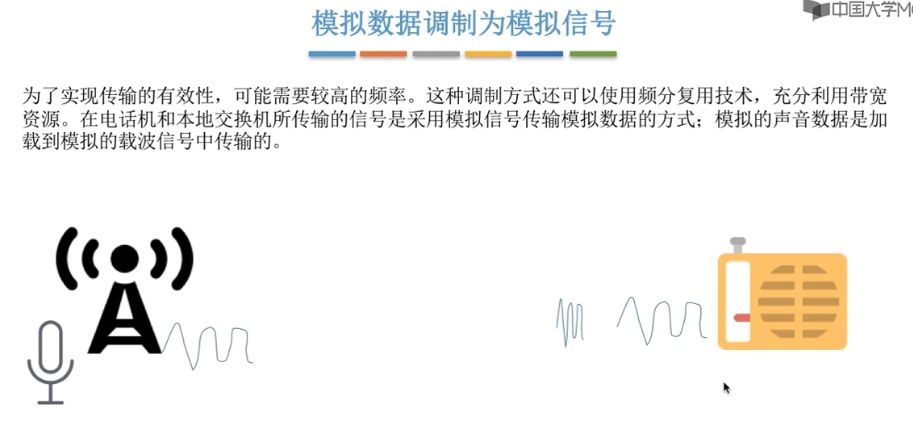 中国大学M
模拟数据调制为模拟信号
为了实现传输的有效性，可能需要较高的频率。这种调制方式还可以使用频分复用技术，充分利用带宽
资源。在电话机和本地交换机所传输的信号是采用模拟信号传输模拟数据的方式；模拟的声音数据是加
载到模拟的载波信号中传输的。